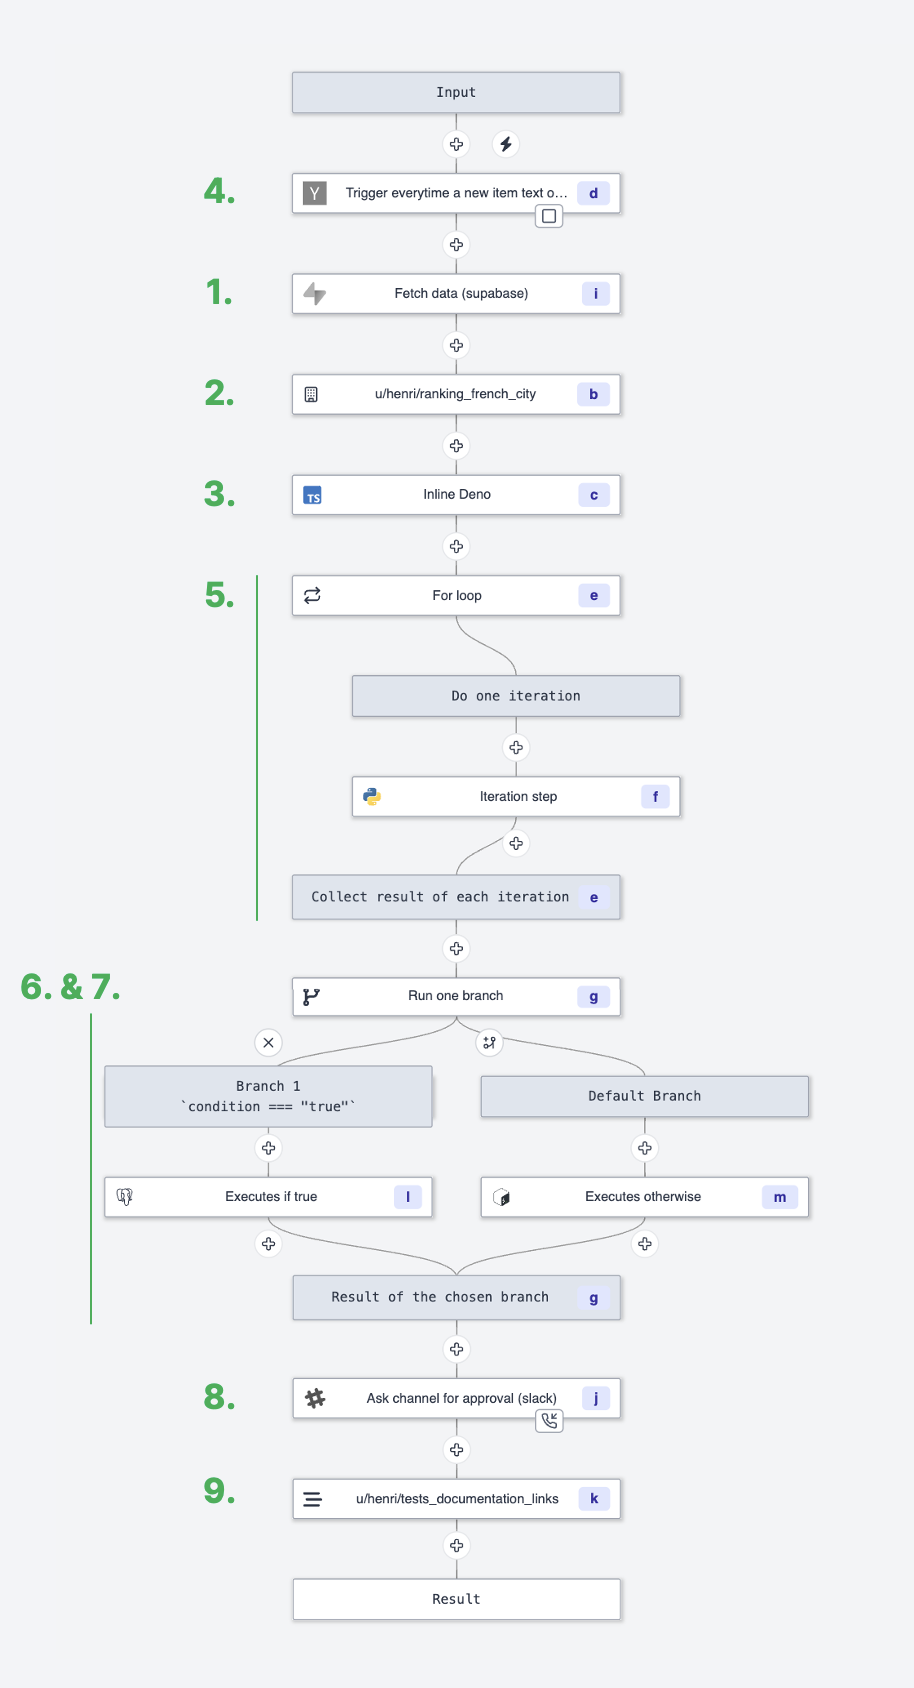 Input
4.
Y
Trigger everytime a new item text o...
d
1.
Fetch data (supabase)
i
2.
u/henri/ranking_french_city
b
3.
TS
Inline Deno
c
5.
For loop
e
Do one iteration
Iteration step
f
Collect result of each iteration
e
6. & 7.
Run one branch
g
Branch 1
`condition === "true"`
Default Branch
Executes if true
l
Executes otherwise
m
Result of the chosen branch
g
8.
Ask channel for approval (slack)
j
9.
u/henri/tests_documentation_links
k
Result